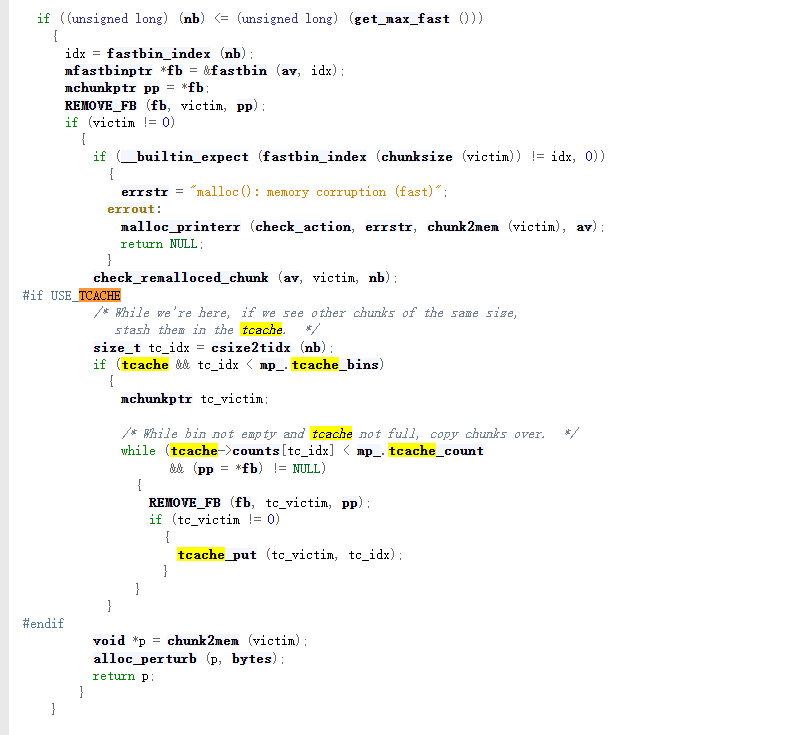 if ((unsigned long) (nb) <= (unsigned long) (get_max_fast ()))
{
idx = fastbin_index (nb);
mfastbinptr *fb = &fastbin (av, idx);
mchunkptr pp = *fb;
REMOVE_FB (fb, victim, pp);
if (victim != 0)
{
if (__builtin_expect (fastbin_index (chunksize (victim)) != idx, 0))
{
errstr = "malloc(): memory corruption (fast)";
errout:
malloc_printerr (check_action, errstr, chunk2mem (victim), av);
return NULL;
}
check_remalloced_chunk (av, victim, nb);
#if USE_TCACHE
/* While we're here, if we see other chunks of the same size,
stash them in the tcache.  */
size_t tc_idx = csize2tidx (nb);
if (tcache && tc_idx < mp_.tcache_bins)
{
mchunkptr tc_victim;
/* While bin not empty and tcache not full, copy chunks over.  */
while (tcache->counts[tc_idx] < mp_.tcache_count
&& (pp = *fb) != NULL)
{
REMOVE_FB (fb, tc_victim, pp);
if (tc_victim != 0)
{
tcache_put (tc_victim, tc_idx);
}
}
}
#endif
void *p = chunk2mem (victim);
alloc_perturb (p, bytes);
return p;
}
}